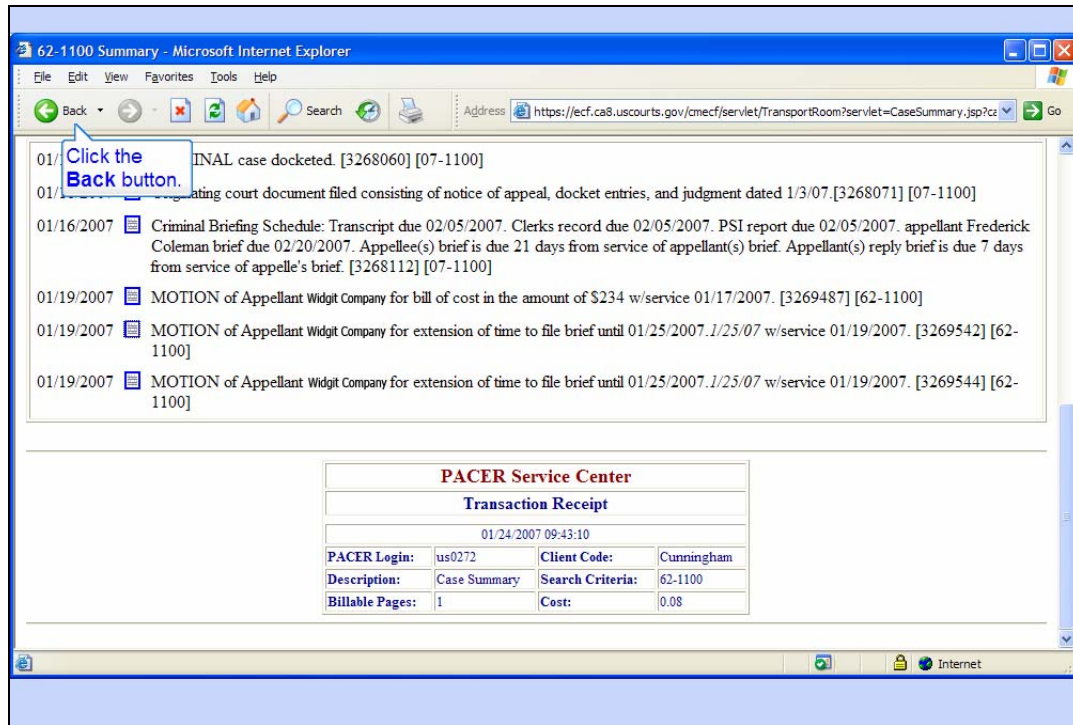 62-1100 Summary - Microsoft Internet Explorer
File Edit View Favorites Tools Help
Back Search Address https://ecf.ca8.uscourts.gov/cmecf/servlet/TransportRoom?servlet=CaseSummary.jsp?ca Go
Click the
Back button.
INAL case docketed. [3268060] [07-1100]
court document filed consisting of notice of appeal, docket entries, and judgment dated 1/3/07.[3268071] [07-1100]
01/16/2007 Criminal Briefing Schedule: Transcript due 02/05/2007. Clerks record due 02/05/2007. PSI report due 02/05/2007. appellant Frederick
Coleman brief due 02/20/2007. Appellee(s) brief is due 21 days from service of appellant(s) brief. Appellant(s) reply brief is due 7 days
from service of appelle's brief. [3268112] [07-1100]
01/19/2007 MOTION of Appellant Widgit Company for bill of cost in the amount of $234 w/service 01/17/2007. [3269487] [62-1100]
01/19/2007 MOTION of Appellant Widgit Company for extension of time to file brief until 01/25/2007.1/25/07 w/service 01/19/2007. [3269542] [62-
1100]
01/19/2007 MOTION of Appellant Widgit Company for extension of time to file brief until 01/25/2007.1/25/07 w/service 01/19/2007. [3269544] [62-
1100]
PACER Service Center
Transaction Receipt
01/24/2007 09:43:10
PACER Login: us0272 Client Code: Cunningham
Description: Case Summary Search Criteria: 62-1100
Billable Pages: 1 Cost: 0.08
Internet